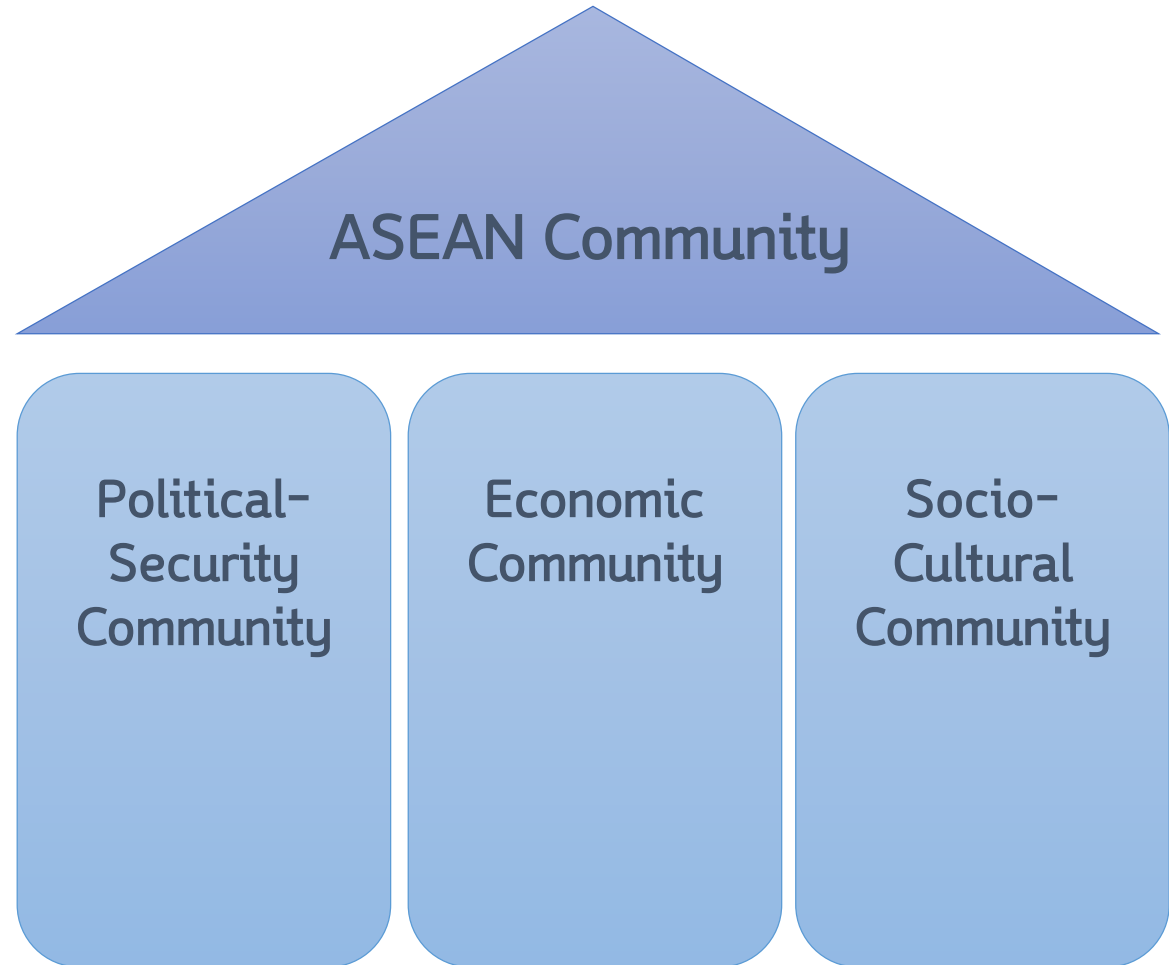 ASEAN Community
Political-
Security
Community
Economic
Community
Socio-
Cultural
Community